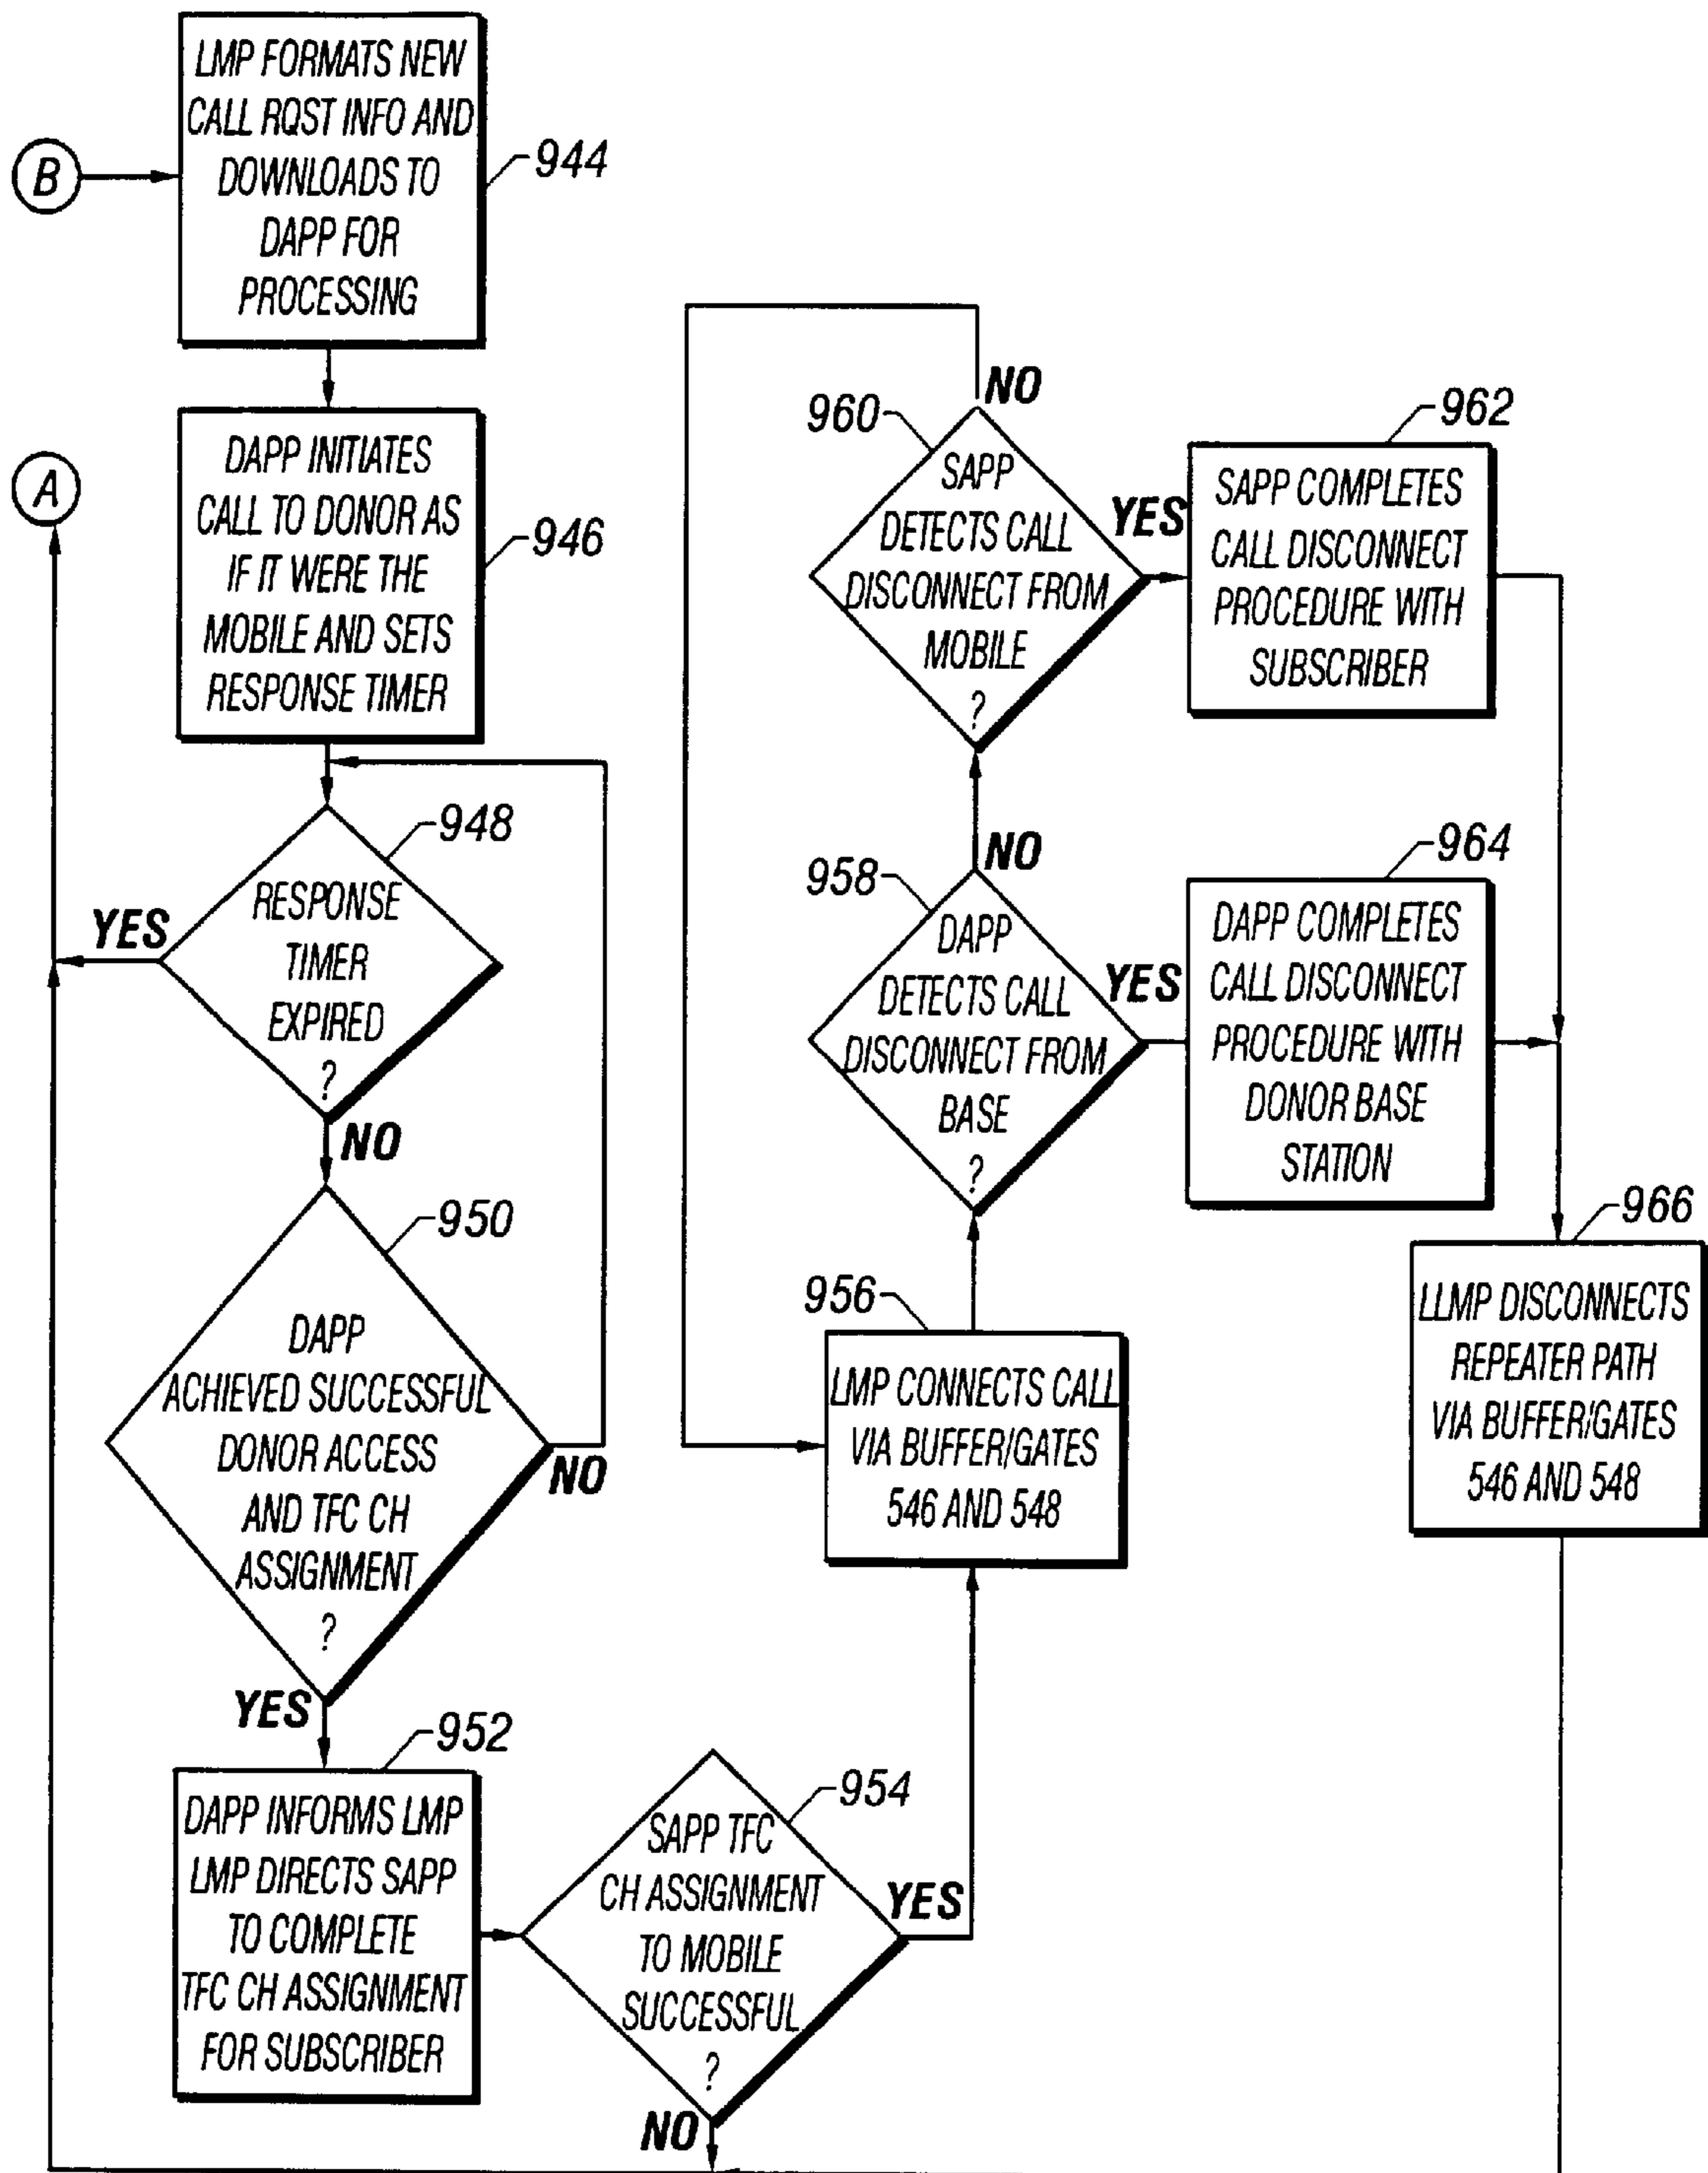 B
LMP FORMATS NEW
CALL RQST INFO AND
DOWNLOADS TO
DAPP FOR
PROCESSING
944
A
DAPP INITIATES
CALL TO DONOR AS
IF IT WERE THE
MOBILE AND SETS
RESPONSE TIMER
946
948
RESPONSE
TIMER
EXPIRED
?
YES
NO
950
DAPP
ACHIEVED SUCCESSFUL
DONOR ACCESS
AND TFC CH
ASSIGNMENT
?
NO
YES
952
DAPP INFORMS LMP
LMP DIRECTS SAPP
TO COMPLETE
TFC CH ASSIGNMENT
FOR SUBSCRIBER
954
SAPP TFC
CH ASSIGNMENT
TO MOBILE
SUCCESSFUL
?
YES
NO
956
LMP CONNECTS CALL
VIA BUFFER/GATES
546 AND 548
958
DAPP
DETECTS CALL
DISCONNECT FROM
BASE
?
NO
YES
960
SAPP
DETECTS CALL
DISCONNECT FROM
MOBILE
?
NO
YES
962
SAPP COMPLETES
CALL DISCONNECT
PROCEDURE WITH
SUBSCRIBER
964
DAPP COMPLETES
CALL DISCONNECT
PROCEDURE WITH
DONOR BASE
STATION
966
LLMP DISCONNECTS
REPEATER PATH
VIA BUFFER/GATES
546 AND 548